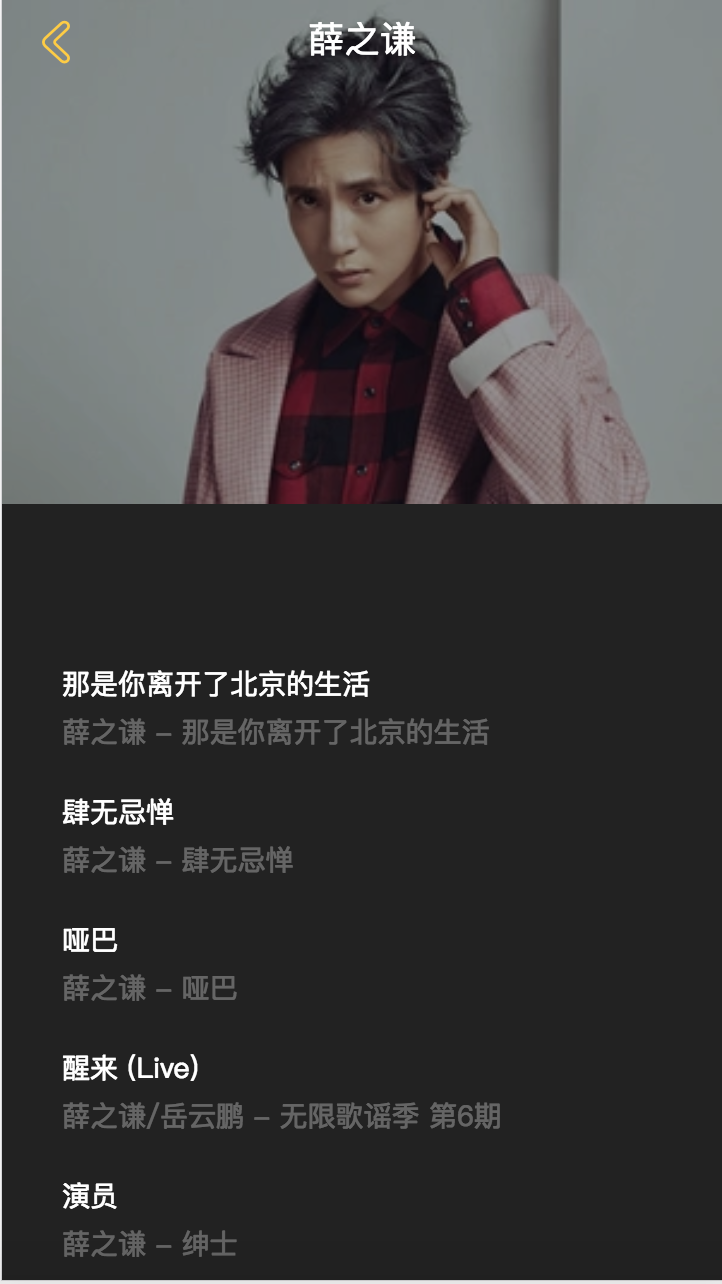 薛之谦
那是你离开了北京的生活
薛之谦 – 那是你离开了北京的生活
肆无忌惮
薛之谦 – 肆无忌惮
哑巴
薛之谦 – 哑巴
醒来 (Live)
薛之谦/岳云鹏 – 无限歌谣季 第6期
演员
薛之谦 – 绅士